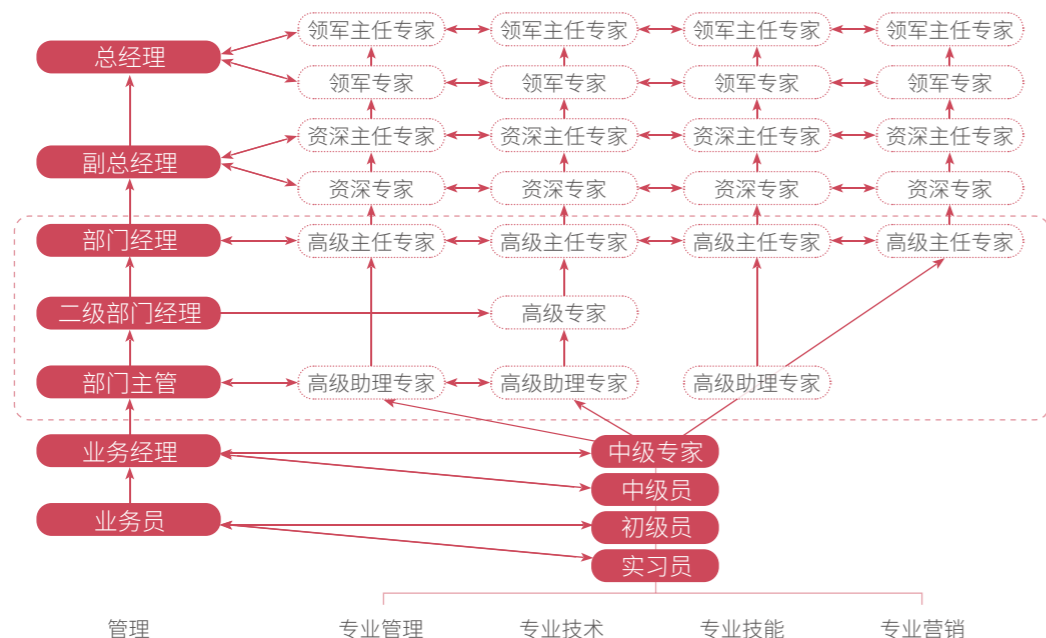 领军主任专家 领军主任专家 领军主任专家 领军主任专家
总经理
领军专家 领军专家 领军专家 领军专家
资深主任专家 资深主任专家 资深主任专家 资深主任专家
副总经理
资深专家 资深专家 资深专家 资深专家
部门经理 高级主任专家 高级主任专家 高级主任专家 高级主任专家
二级部门经理 高级专家
部门主管 高级助理专家 高级助理专家 高级助理专家
业务经理 中级专家
中级员
业务员 初级员
实习员
管理 专业管理 专业技术 专业技能 专业营销